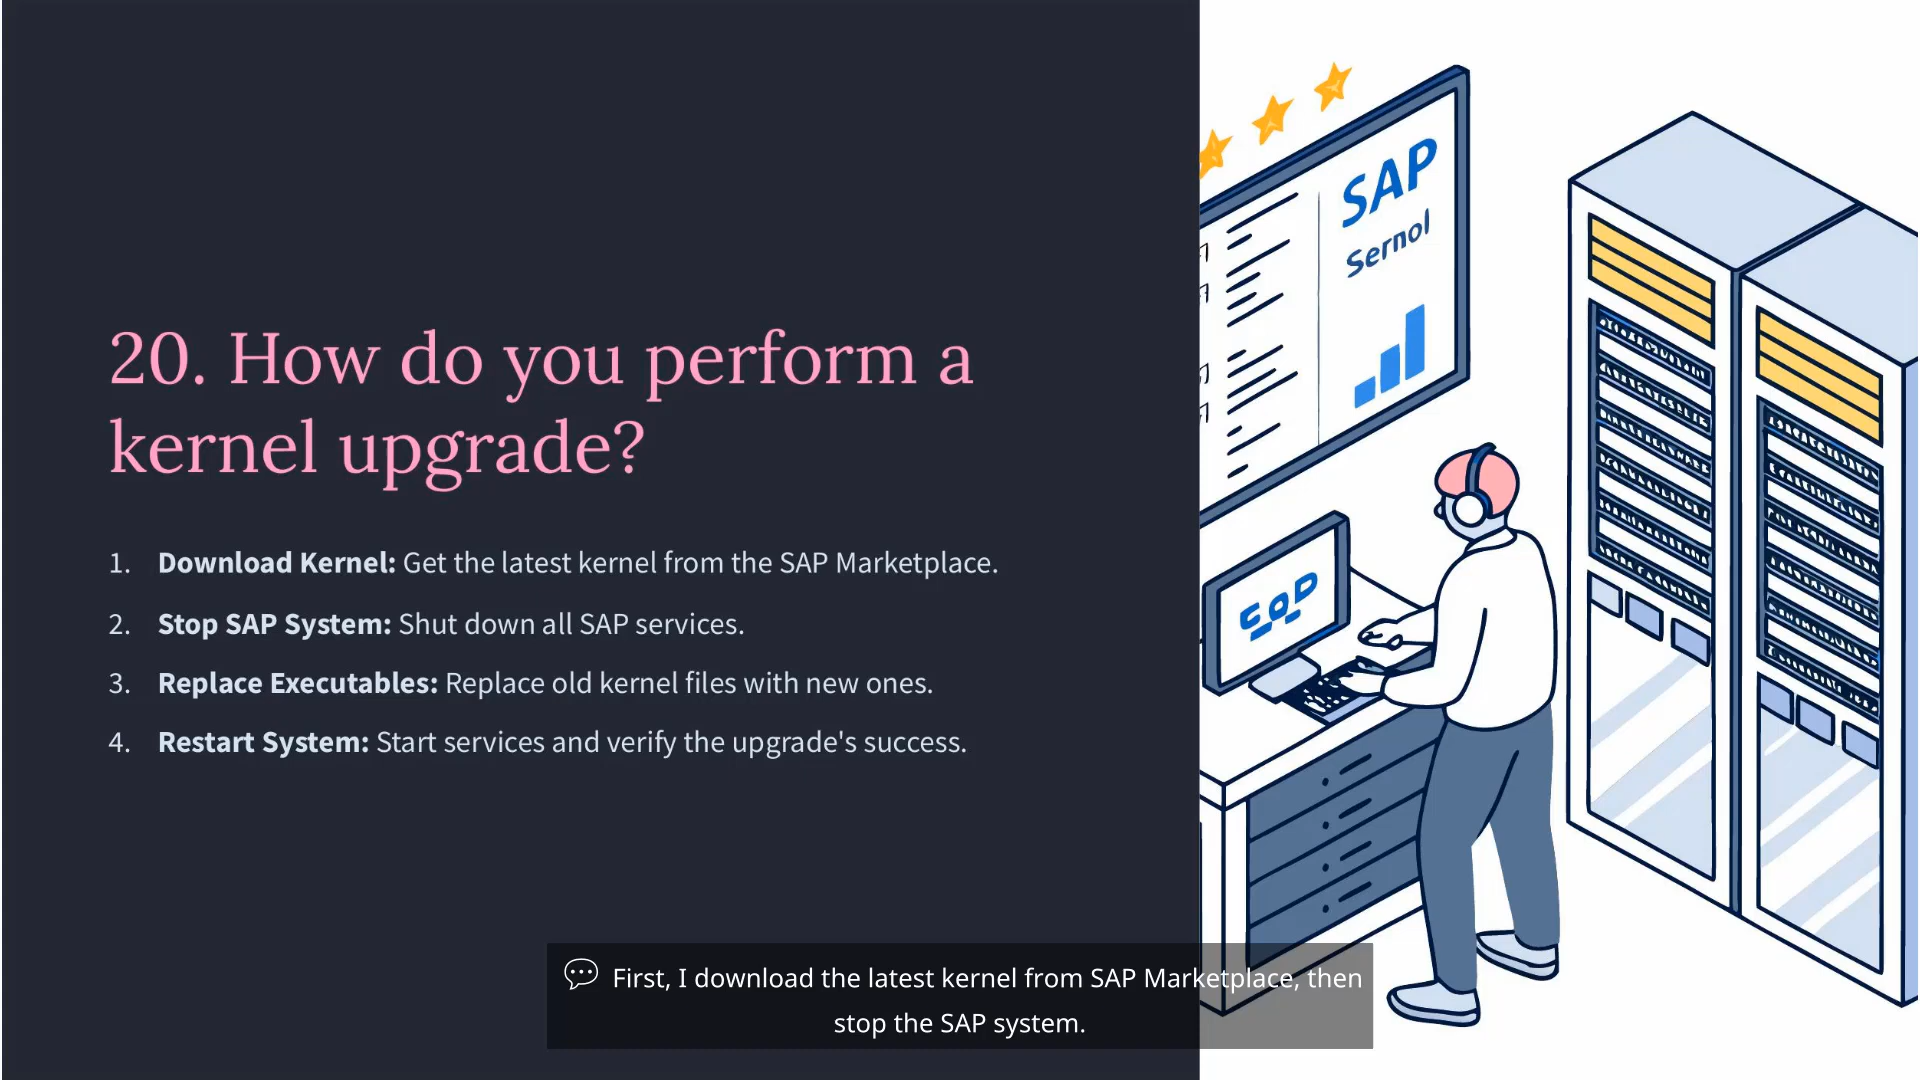 20. How do you perform a
kernel upgrade?
1. Download Kernel: Get the latest kernel from the SAP Marketplace.
2. Stop SAP System: Shut down all SAP services.
3. Replace Executables: Replace old kernel files with new ones.
4. Restart System: Start services and verify the upgrade's success.
SAP
Sernol
💬 First, I download the latest kernel from SAP Marketplace, then
stop the SAP system.